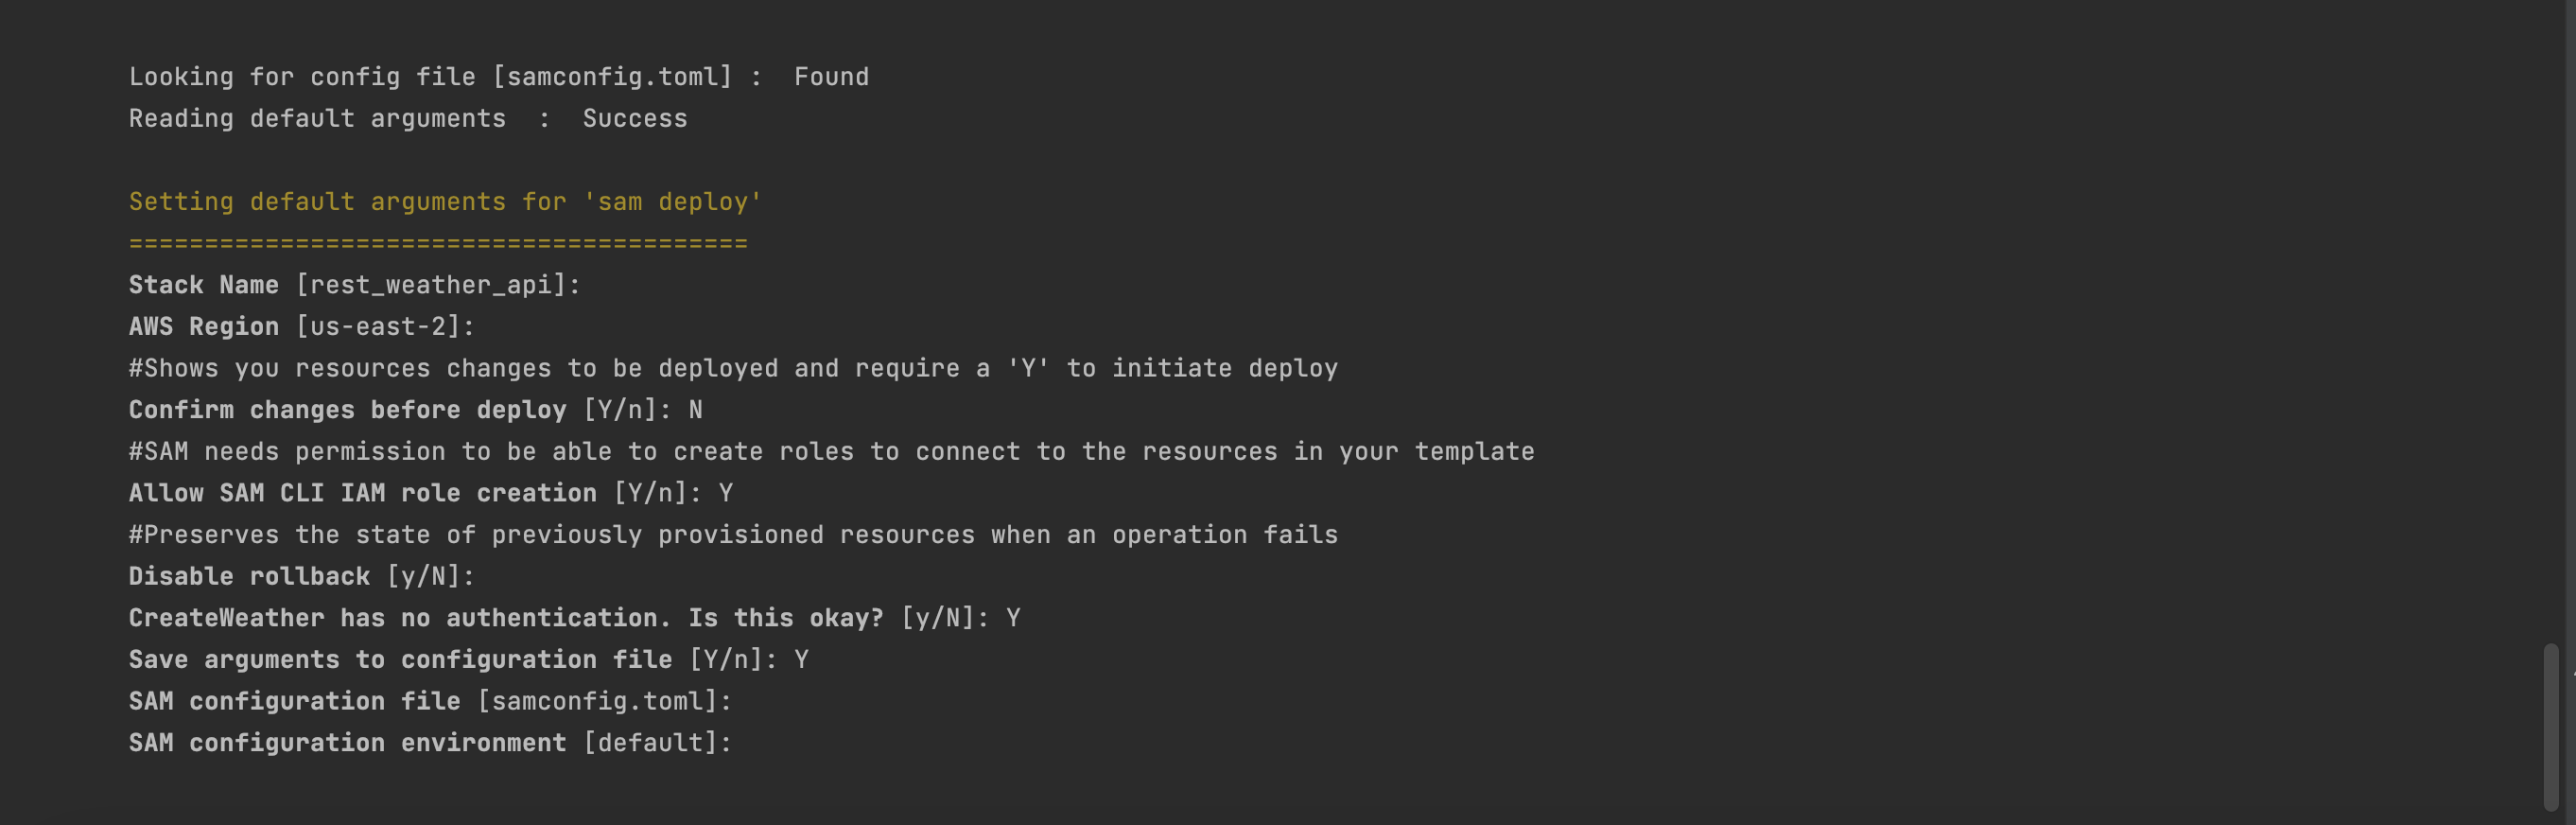 Looking for config file [samconfig.toml] :  Found
Reading default arguments  :  Success
Setting default arguments for 'sam deploy'
=========================================
Stack Name [rest_weather_api]:
AWS Region [us-east-2]:
#Shows you resources changes to be deployed and require a 'Y' to initiate deploy
Confirm changes before deploy [Y/n]: N
#SAM needs permission to be able to create roles to connect to the resources in your template
Allow SAM CLI IAM role creation [Y/n]: Y
#Preserves the state of previously provisioned resources when an operation fails
Disable rollback [y/N]:
CreateWeather has no authentication. Is this okay? [y/N]: Y
Save arguments to configuration file [Y/n]: Y
SAM configuration file [samconfig.toml]:
SAM configuration environment [default]: